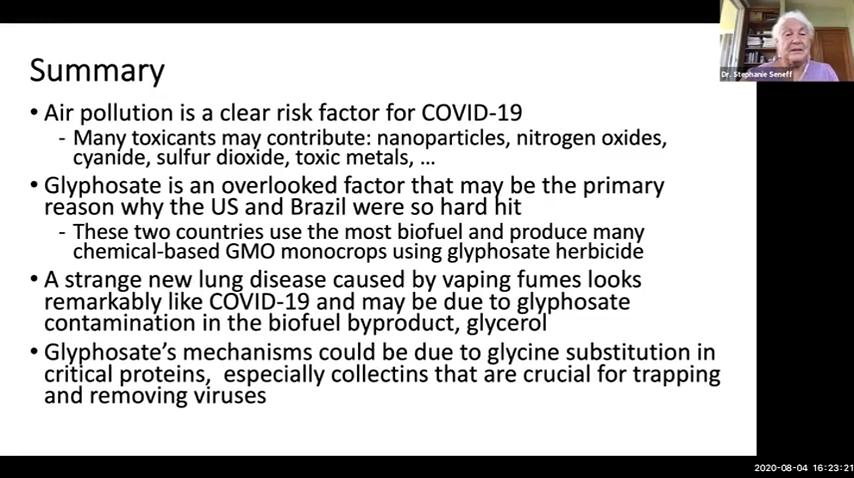 Summary
• Air pollution is a clear risk factor for COVID-19
- Many toxicants may contribute: nanoparticles, nitrogen oxides,
cyanide, sulfur dioxide, toxic metals, …
• Glyphosate is an overlooked factor that may be the primary
reason why the US and Brazil were so hard hit
- These two countries use the most biofuel and produce many
chemical-based GMO monocrops using glyphosate herbicide
• A strange new lung disease caused by vaping fumes looks
remarkably like COVID-19 and may be due to glyphosate
contamination in the biofuel byproduct, glycerol
• Glyphosate’s mechanisms could be due to glycine substitution in
critical proteins, especially collectins that are crucial for trapping
and removing viruses
Dr. Stephanie Seneff
2020-08-04 16:23:21